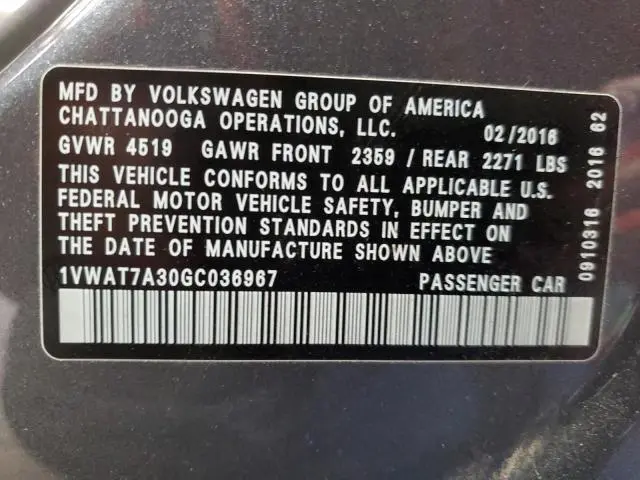 MFD BY VOLKSWAGEN GROUP OF AMERICA
CHATTANOOGA OPERATIONS, LLC. 02/2016
GVWR 4519 GAWR FRONT 2359 / REAR 2271 LBS
THIS VEHICLE CONFORMS TO ALL APPLICABLE U.S.
FEDERAL MOTOR VEHICLE SAFETY, BUMPER AND
THEFT PREVENTION STANDARDS IN EFFECT ON
THE DATE OF MANUFACTURE SHOWN ABOVE
1VWAT7A30GC036967 PASSENGER CAR
0910316 2016 62